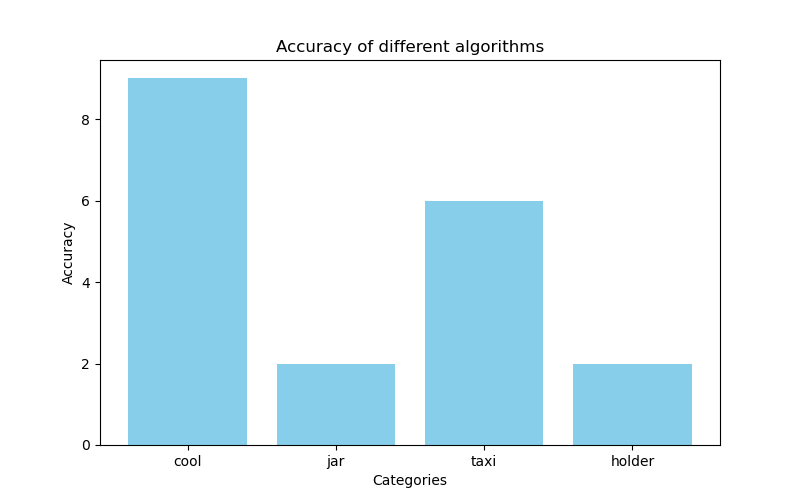 Accuracy of different algorithms
Accuracy
8
6
4
2
0
cool jar taxi holder
Categories